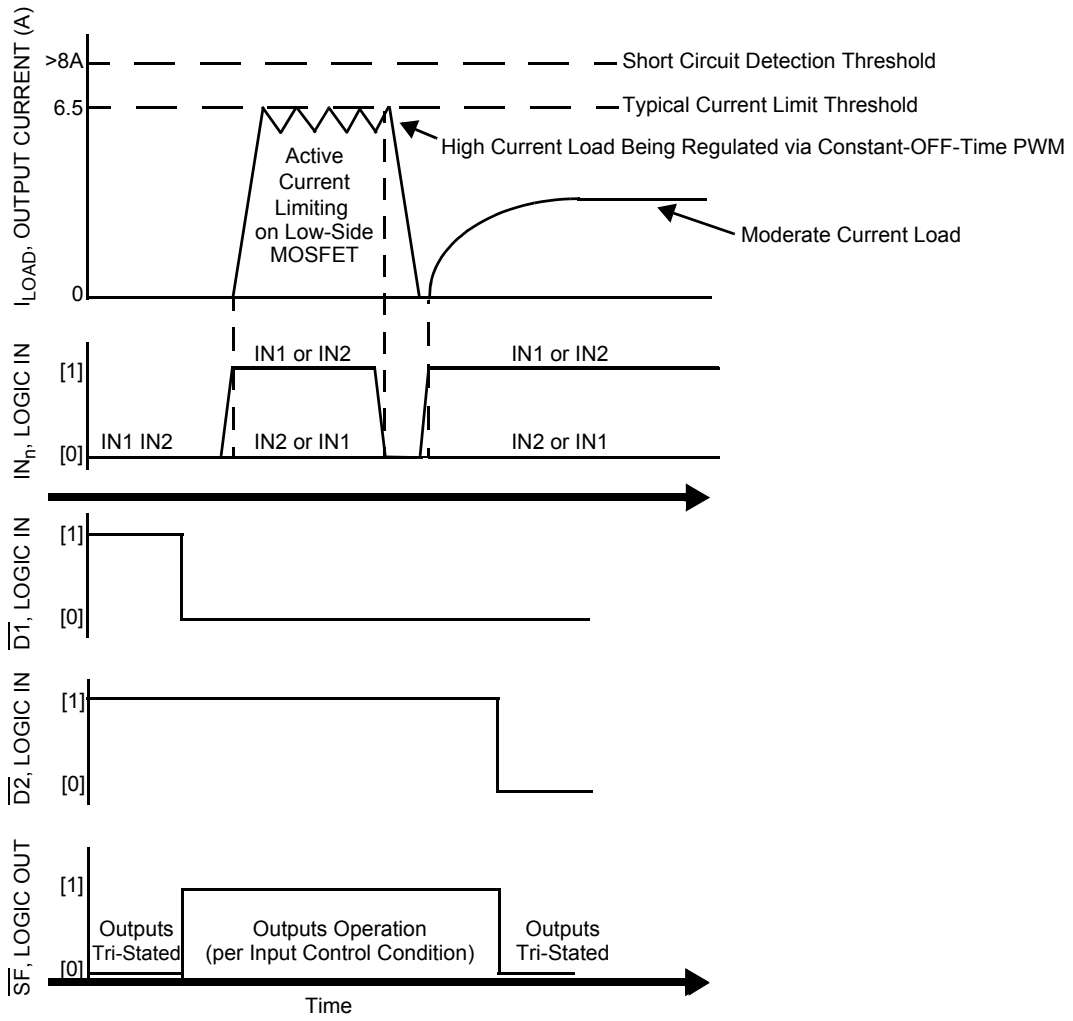 I_LOAD, OUTPUT CURRENT (A)
>8A
Short Circuit Detection Threshold
6.5
Typical Current Limit Threshold
High Current Load Being Regulated via Constant-OFF-Time PWM
Active
Current
Limiting
on Low-Side
MOSFET
Moderate Current Load
0
IN_n, LOGIC IN
[1]
IN1 or IN2
IN1 or IN2
[0]
IN1 IN2
IN2 or IN1
IN2 or IN1
D1, LOGIC IN
[1]
[0]
D2, LOGIC IN
[1]
[0]
SF, LOGIC OUT
[1]
[0]
Outputs
Tri-Stated
Outputs Operation
(per Input Control Condition)
Outputs
Tri-Stated
Time